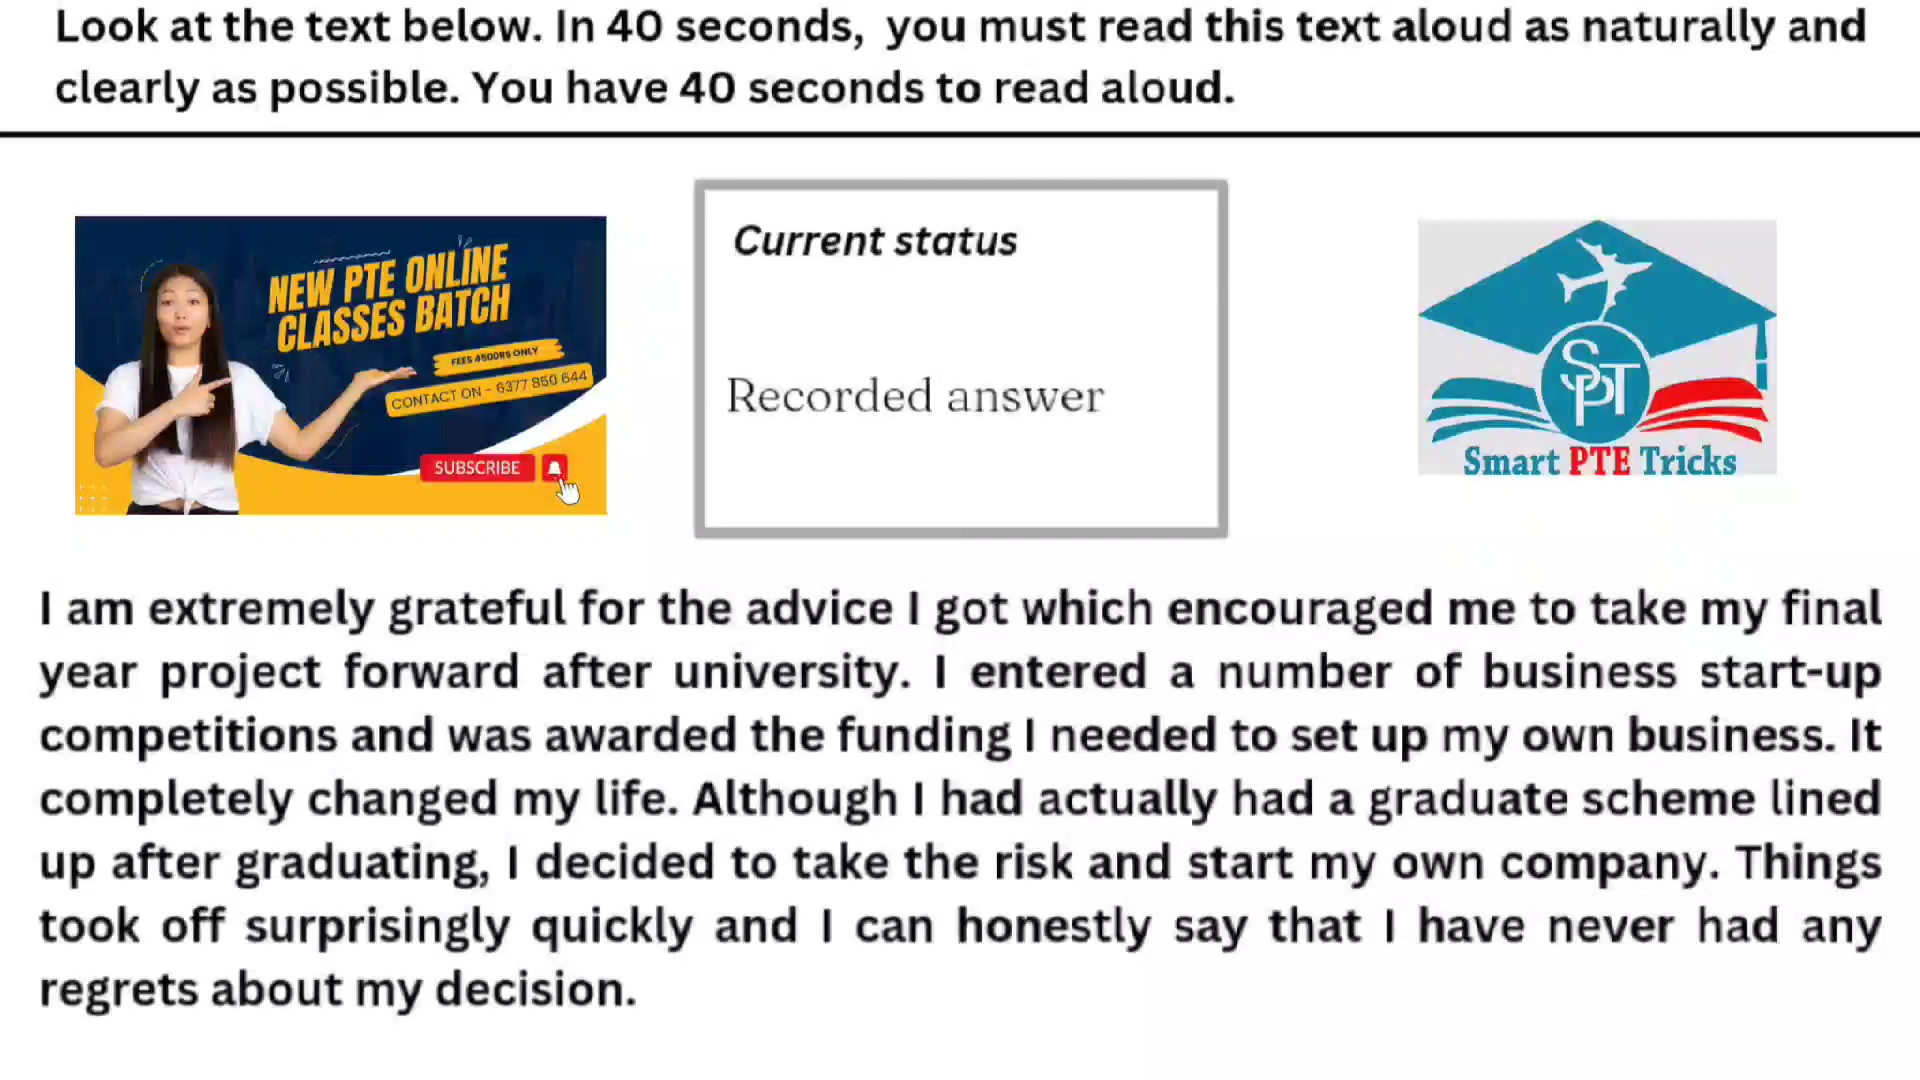 Look at the text below. In 40 seconds, you must read this text aloud as naturally and
clearly as possible. You have 40 seconds to read aloud.
NEW PTE ONLINE
CLASSES BATCH
FEES 4500RS ONLY
CONTACT ON - 6377 850 644
SUBSCRIBE
Current status
Recorded answer
SPT
Smart PTE Tricks
I am extremely grateful for the advice I got which encouraged me to take my final
year project forward after university. I entered a number of business start-up
competitions and was awarded the funding I needed to set up my own business. It
completely changed my life. Although I had actually had a graduate scheme lined
up after graduating, I decided to take the risk and start my own company. Things
took off surprisingly quickly and I can honestly say that I have never had any
regrets about my decision.